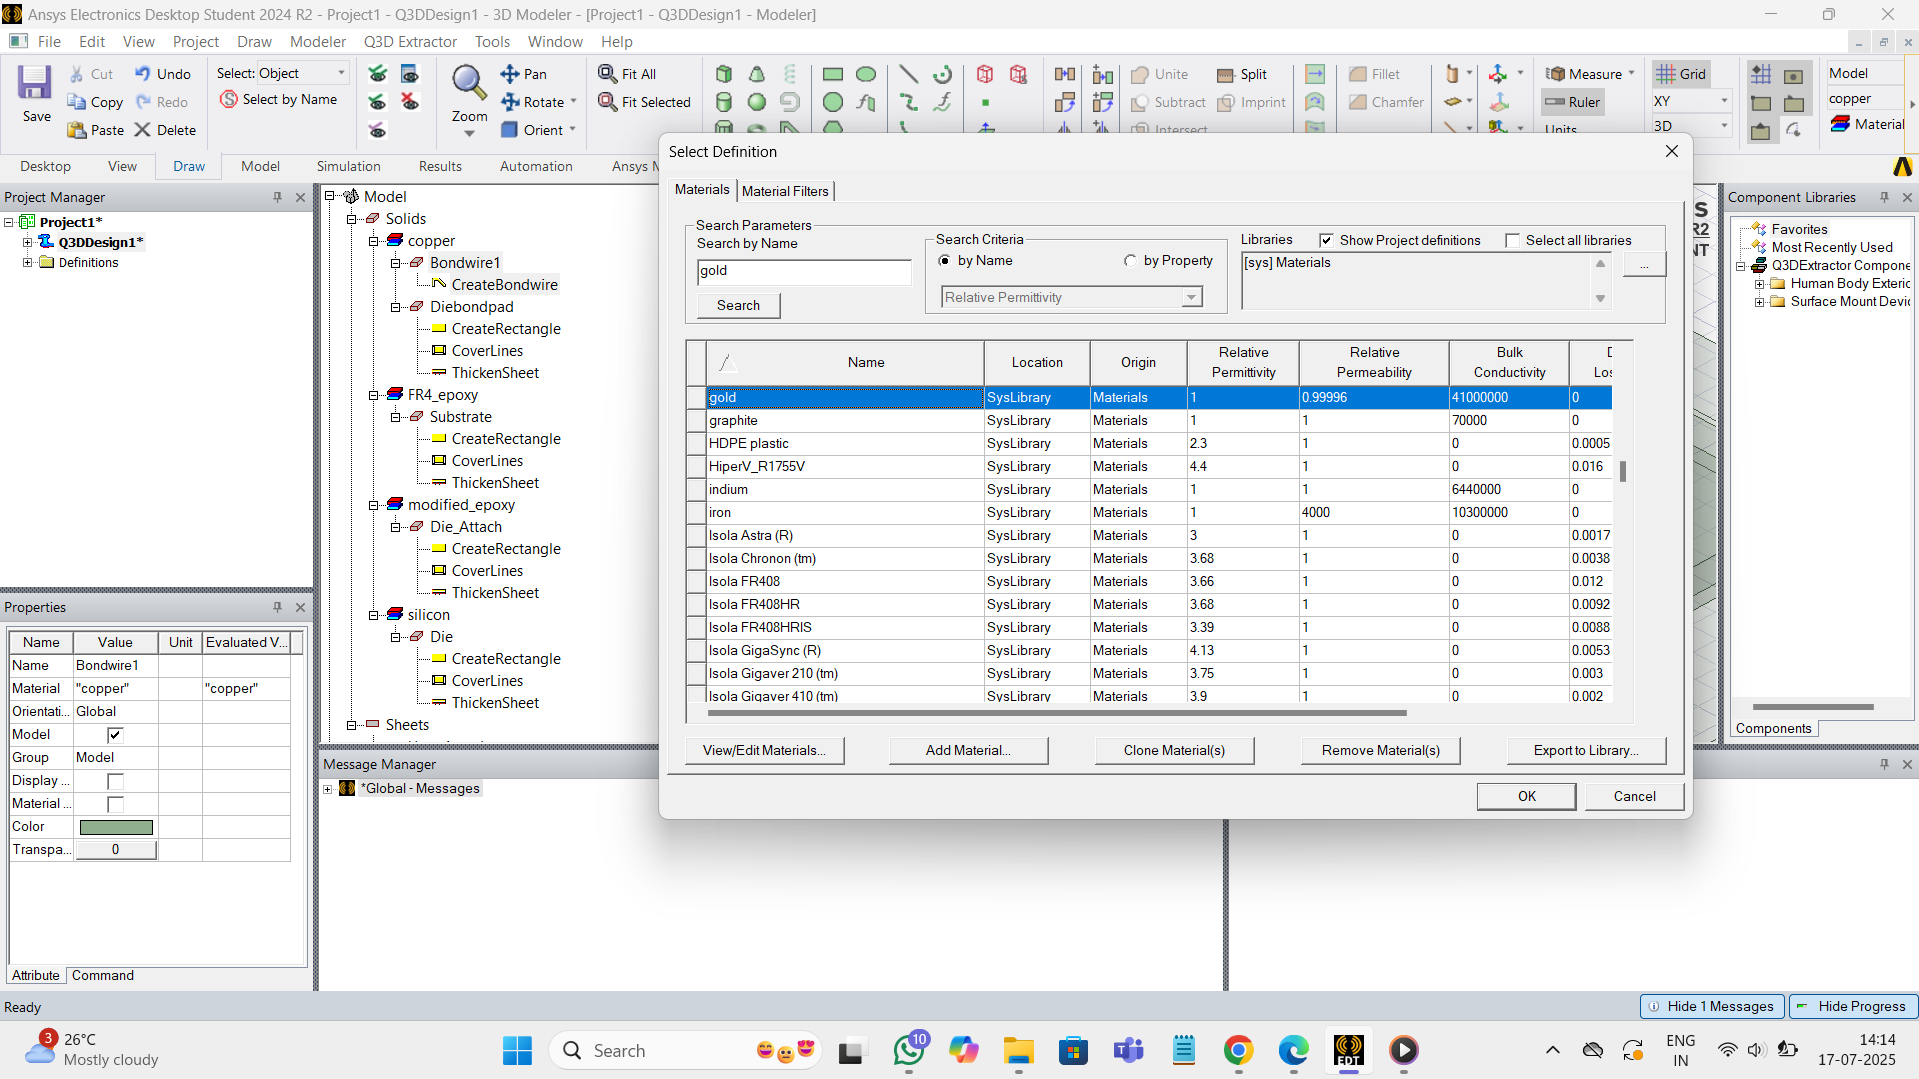 Ansys Electronics Desktop Student 2024 R2 - Project1 - Q3DDesign1 - 3D Modeler - [Project1 - Q3DDesign1 - Modeler]
File Edit View Project Draw Modeler Q3D Extractor Tools Window Help
Save
Cut Undo
Copy Redo
Paste Delete
Select: Object
Select by Name
Zoom
Pan
Rotate
Orient
Fit All
Fit Selected
Unite Split
Subtract Imprint
Intersect
Fillet
Chamfer
Measure
Ruler
Units
Grid
XY
3D
Model
copper
Material
Desktop View Draw Model Simulation Results Automation Ansys M
Project Manager
Project1*
Q3DDesign1*
Definitions
Model
Solids
copper
Bondwire1
CreateBondwire
Diebondpad
CreateRectangle
CoverLines
ThickenSheet
FR4_epoxy
Substrate
CreateRectangle
CoverLines
ThickenSheet
modified_epoxy
Die_Attach
CreateRectangle
CoverLines
ThickenSheet
silicon
Die
CreateRectangle
CoverLines
ThickenSheet
Sheets
Select Definition
Materials Material Filters
Search Parameters
Search by Name
gold
Search
Search Criteria
by Name by Property
Relative Permittivity
Libraries Show Project definitions Select all libraries
[sys] Materials
...
Name Location Origin Relative Permittivity Relative Permeability Bulk Conductivity D Los
gold SysLibrary Materials 1 0.99996 41000000 0
graphite SysLibrary Materials 1 1 70000 0
HDPE plastic SysLibrary Materials 2.3 1 0 0.0005
HiperV_R1755V SysLibrary Materials 4.4 1 0 0.016
indium SysLibrary Materials 1 1 6440000 0
iron SysLibrary Materials 1 4000 10300000 0
Isola Astra (R) SysLibrary Materials 3 1 0 0.0017
Isola Chronon (tm) SysLibrary Materials 3.68 1 0 0.0038
Isola FR408 SysLibrary Materials 3.66 1 0 0.012
Isola FR408HR SysLibrary Materials 3.68 1 0 0.0092
Isola FR408HRIS SysLibrary Materials 3.39 1 0 0.0088
Isola GigaSync (R) SysLibrary Materials 4.13 1 0 0.0053
Isola Gigaver 210 (tm) SysLibrary Materials 3.75 1 0 0.003
Isola Gigaver 410 (tm) SysLibrary Materials 3.9 1 0 0.002
View/Edit Materials... Add Material... Clone Material(s) Remove Material(s) Export to Library...
OK Cancel
S
R2
NT
Component Libraries
Favorites
Most Recently Used
Q3DExtractor Compone
Human Body Exteric
Surface Mount Devi
Components
Properties
Name Value Unit Evaluated V...
Name Bondwire1
Material "copper" "copper"
Orientati... Global
Model
Group Model
Display ...
Material ...
Color
Transpa... 0
Attribute Command
Message Manager
*Global - Messages
Ready
Hide 1 Messages Hide Progress
3
26°C
Mostly cloudy
Search
10
EDT
ENG
IN
14:14
17-07-2025